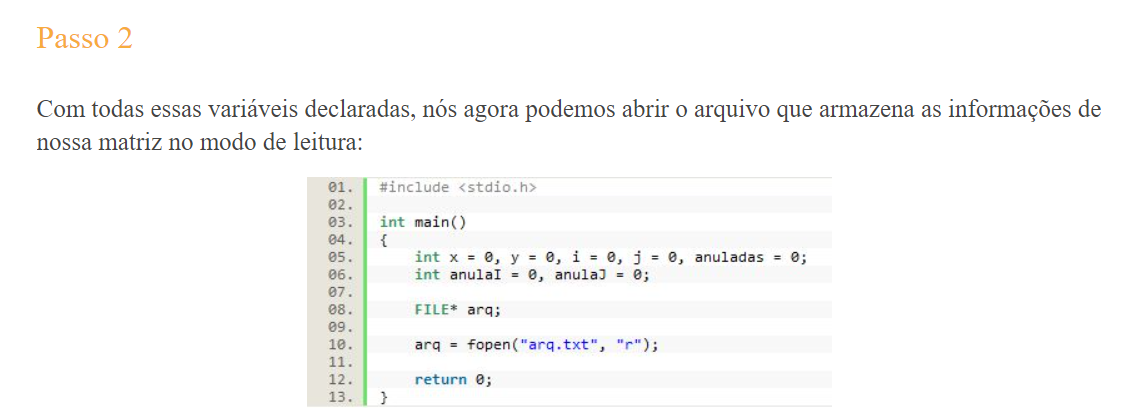 Passo 2
Com todas essas variáveis declaradas, nós agora podemos abrir o arquivo que armazena as informações de
nossa matriz no modo de leitura:
01. #include <stdio.h>
02.
03. int main()
04. {
05.     int x = 0, y = 0, i = 0, j = 0, anuladas = 0;
06.     int anulaI = 0, anulaJ = 0;
07.
08.     FILE* arq;
09.
10.     arq = fopen("arq.txt", "r");
11.
12.     return 0;
13. }